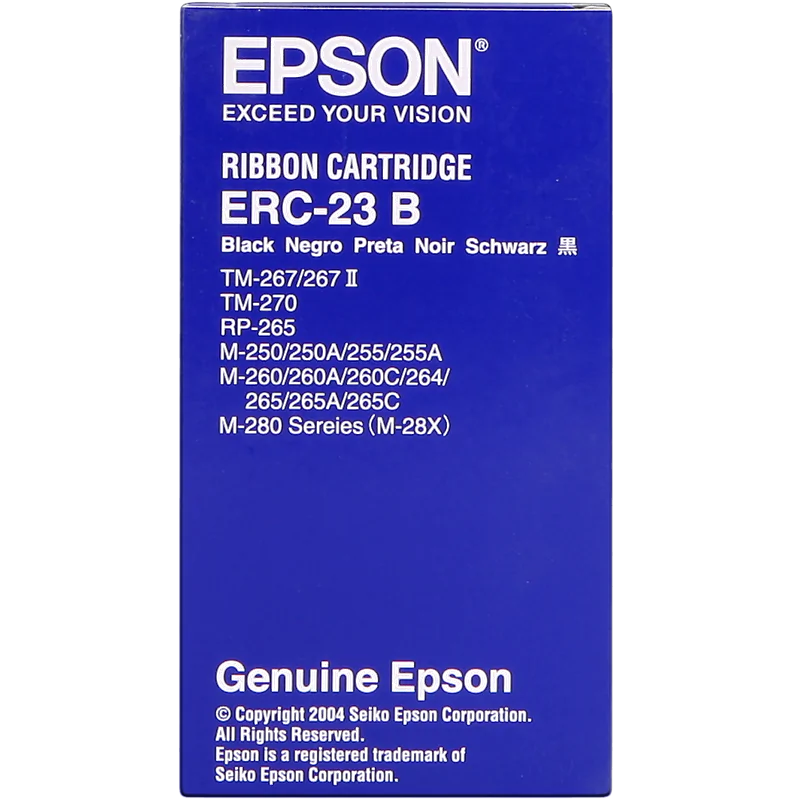 EPSON®
EXCEED YOUR VISION
RIBBON CARTRIDGE
ERC-23 B
Black Negro Preta Noir Schwarz 黒
TM-267/267 Ⅱ
TM-270
RP-265
M-250/250A/255/255A
M-260/260A/260C/264/
265/265A/265C
M-280 Sereies (M-28X)
Genuine Epson
© Copyright 2004 Seiko Epson Corporation.
All Rights Reserved.
Epson is a registered trademark of
Seiko Epson Corporation.